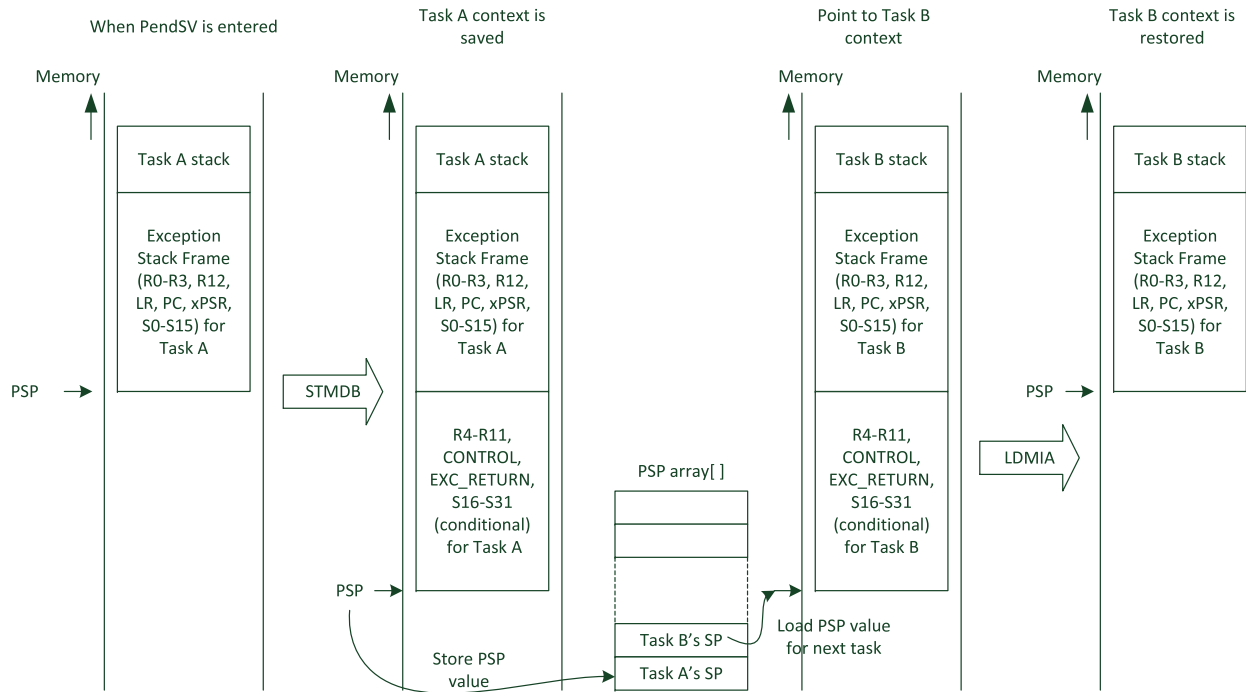 When PendSV is entered
Task A context is
saved
Point to Task B
context
Task B context is
restored
Memory
Memory
Memory
Memory
Task A stack
Exception
Stack Frame
(R0-R3, R12,
LR, PC, xPSR,
S0-S15) for
Task A
PSP
STMDB
Task A stack
Exception
Stack Frame
(R0-R3, R12,
LR, PC, xPSR,
S0-S15) for
Task A
R4-R11,
CONTROL,
EXC_RETURN,
S16-S31
(conditional)
for Task A
PSP
Store PSP
value
PSP array[ ]
Task B’s SP
Task A’s SP
Load PSP value
for next task
Task B stack
Exception
Stack Frame
(R0-R3, R12,
LR, PC, xPSR,
S0-S15) for
Task B
R4-R11,
CONTROL,
EXC_RETURN,
S16-S31
(conditional)
for Task B
LDMIA
PSP
Task B stack
Exception
Stack Frame
(R0-R3, R12,
LR, PC, xPSR,
S0-S15) for
Task B